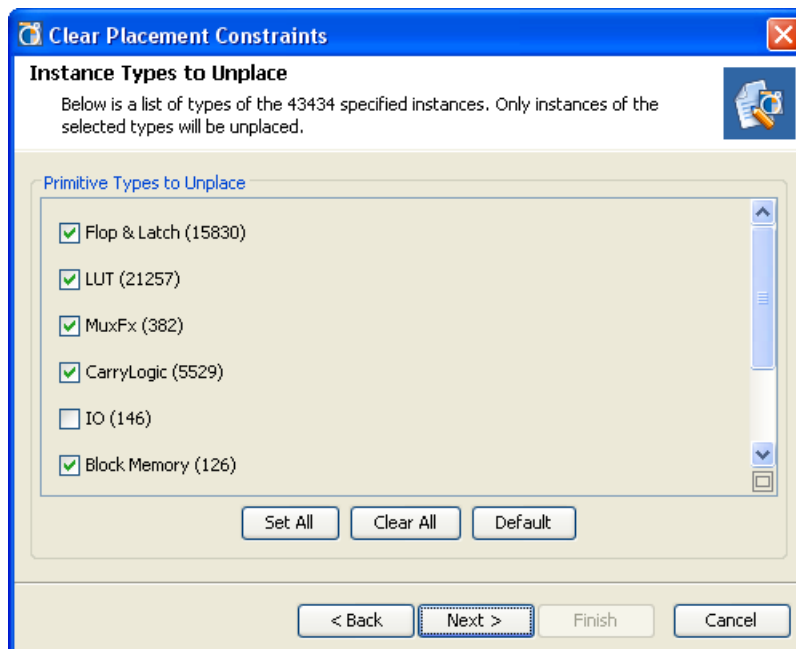 Clear Placement Constraints
Instance Types to Unplace
Below is a list of types of the 43434 specified instances. Only instances of the
selected types will be unplaced.
Primitive Types to Unplace
Flop & Latch (15830)
LUT (21257)
MuxFx (382)
CarryLogic (5529)
IO (146)
Block Memory (126)
Set All
Clear All
Default
< Back
Next >
Finish
Cancel